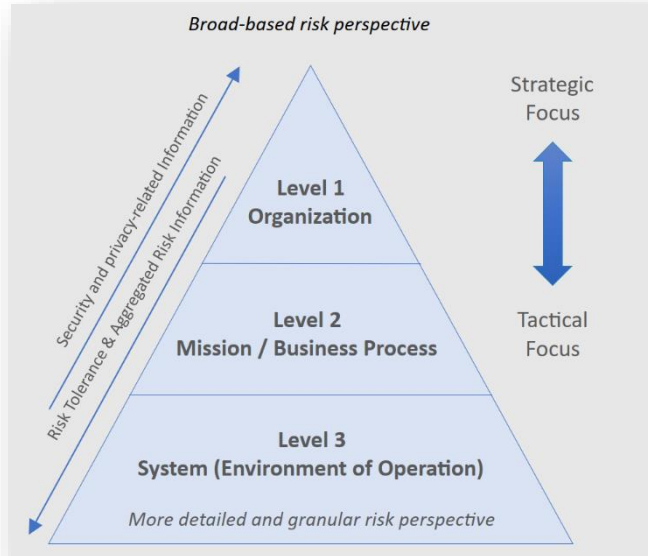 Broad-based risk perspective
Security and privacy-related Information
Risk Tolerance & Aggregated Risk Information
Strategic
Focus
Tactical
Focus
Level 1
Organization
Level 2
Mission / Business Process
Level 3
System (Environment of Operation)
More detailed and granular risk perspective